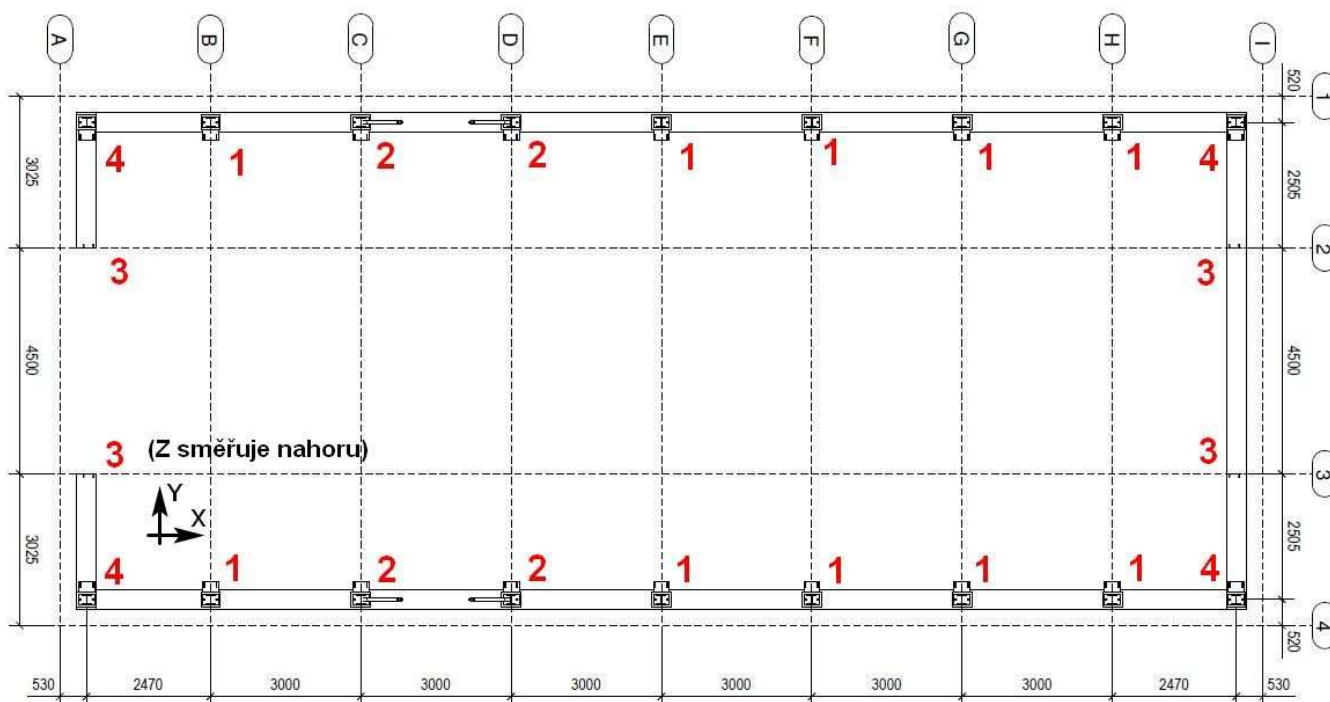 A B C D E F G H I
520 1
4 1 2 2 1 1 1 1 4
3025 2505
2
3 3
4500 4500
3 (Z směřuje nahoru) 3
3
Y
X
3025 2505
4 1 2 2 1 1 1 1 4
520 4
530 2470 3000 3000 3000 3000 3000 3000 2470 530